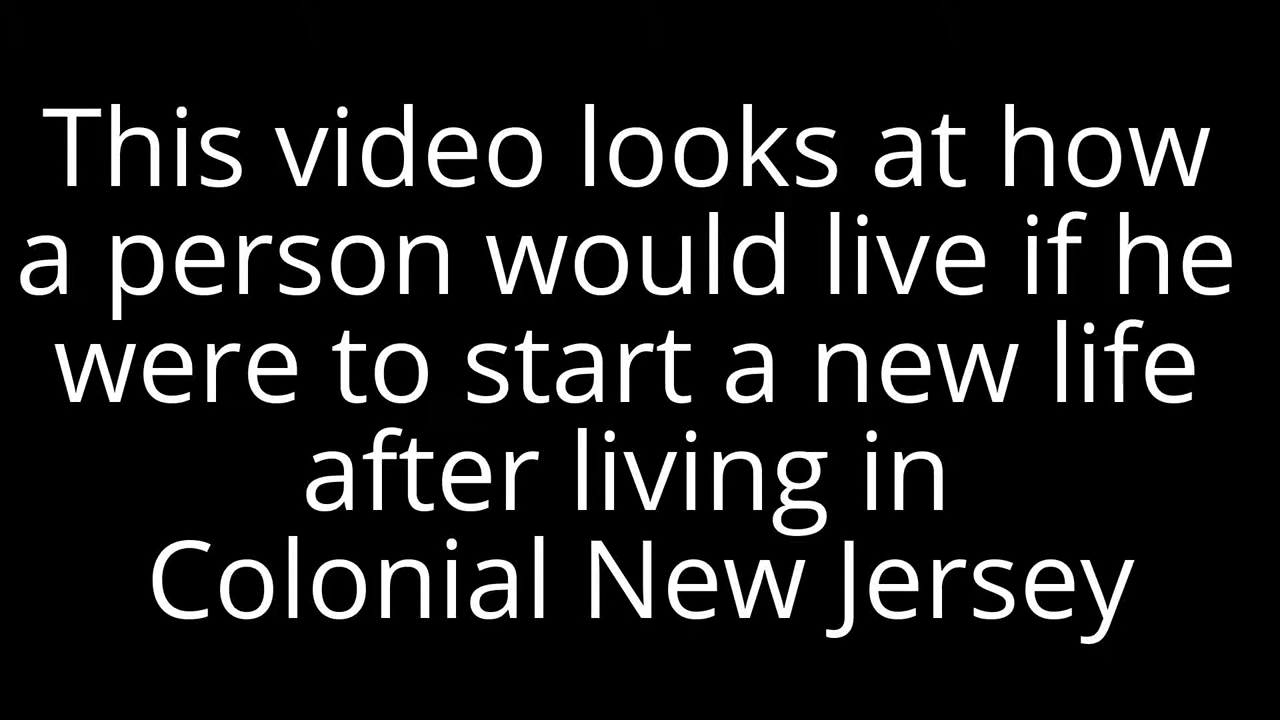 This video looks at how
a person would live if he
were to start a new life
after living in
Colonial New Jersey